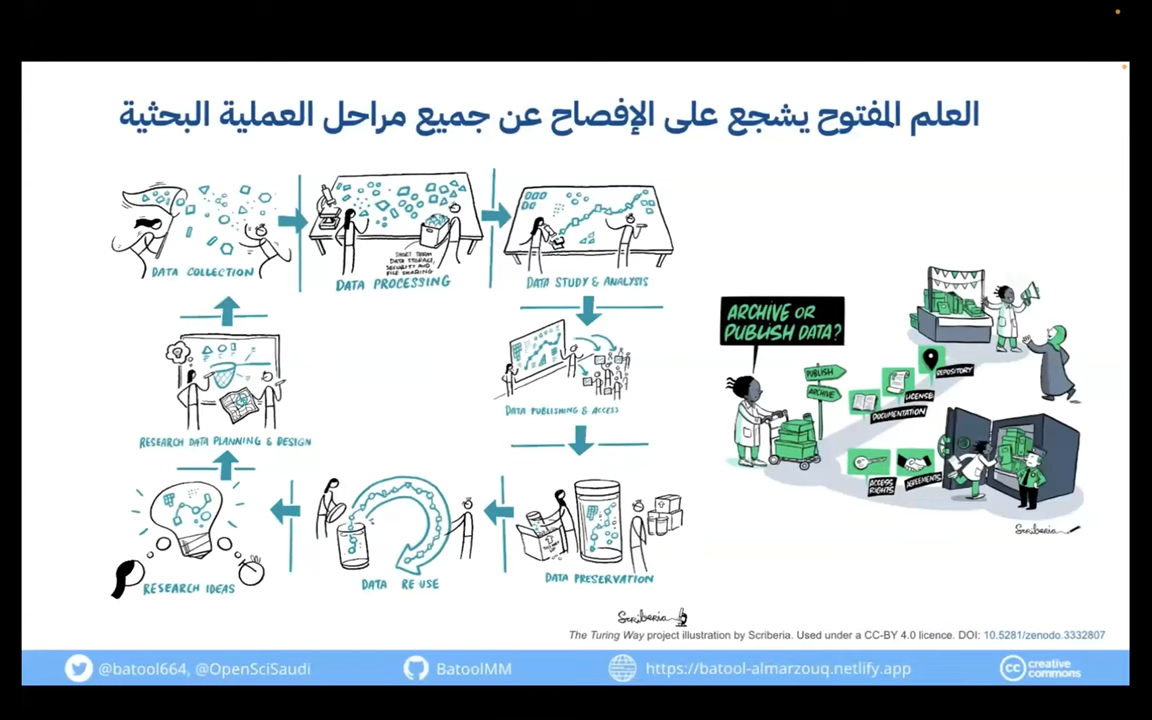 العلم المفتوح يشجع على الإفصاح عن جميع مراحل العملية البحثية
DATA COLLECTION
SHORT TERM
DATA STORAGE,
SECURITY AND
FILE SHARING
DATA PROCESSING
DATA STUDY & ANALYSIS
RESEARCH DATA PLANNING & DESIGN
DATA PUBLISHING & ACCESS
RESEARCH IDEAS
DATA RE USE
DATA PRESERVATION
Scriberia
ARCHIVE OR
PUBLISH DATA?
PUBLISH
ARCHIVE
REPOSITORY
LICENSE
DOCUMENTATION
ACCESS
RIGHTS
AGREEMENTS
Scriberia
The Turing Way project illustration by Scriberia. Used under a CC-BY 4.0 licence. DOI: 10.5281/zenodo.3332807
@batool664, @OpenSciSaudi
BatoolMM
https://batool-almarzouq.netlify.app
cc creative
commons